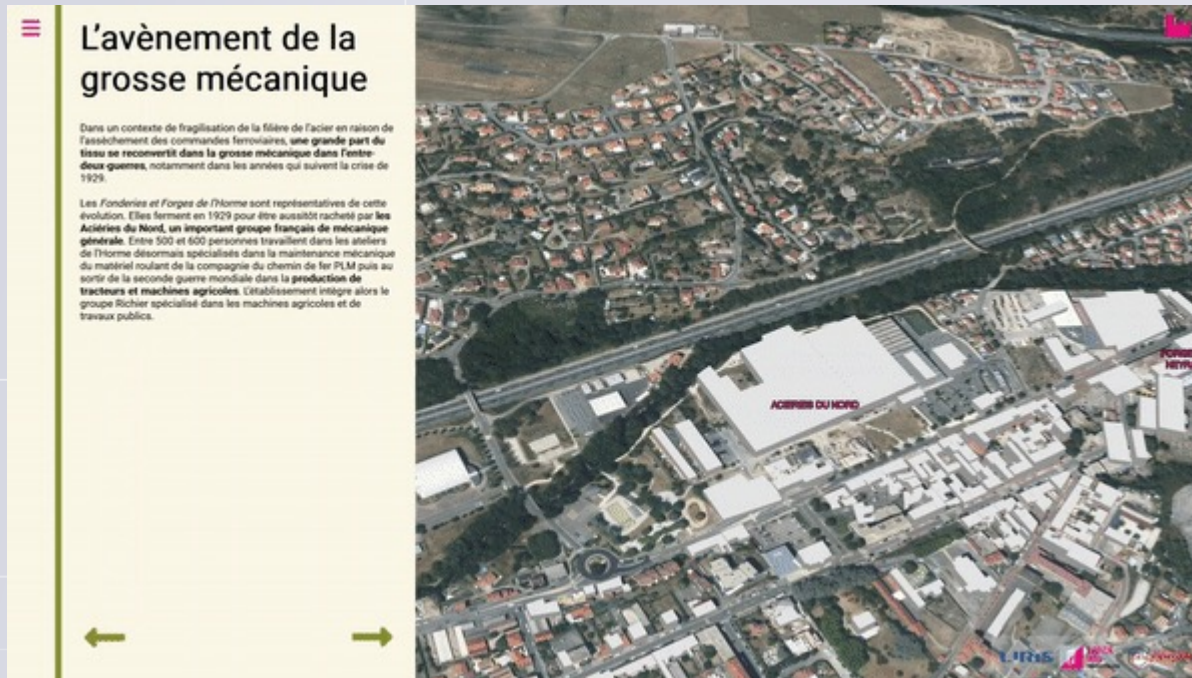 L'avènement de la
grosse mécanique
Dans un contexte de fragilisation de la filière de l'acier en raison de
l'assèchement des commandes ferroviaires, une grande part du
tissu se reconvertit dans la grosse mécanique dans l'entre-
deux-guerres, notamment dans les années qui suivent la crise de
1929.
Les Fonderies et Forges de l'Horme sont représentatives de cette
évolution. Elles ferment en 1929 pour être aussitôt racheté par les
Aciéries du Nord, un important groupe français de mécanique
générale. Entre 500 et 600 personnes travaillent dans les ateliers
de l'Horme désormais spécialisés dans la maintenance mécanique
du matériel roulant de la compagnie du chemin de fer PLM puis au
sortir de la seconde guerre mondiale dans la production de
tracteurs et machines agricoles. L'établissement intègre alors le
groupe Richier spécialisé dans les machines agricoles et de
travaux publics.
ACIERIES DU NORD
LIRIS